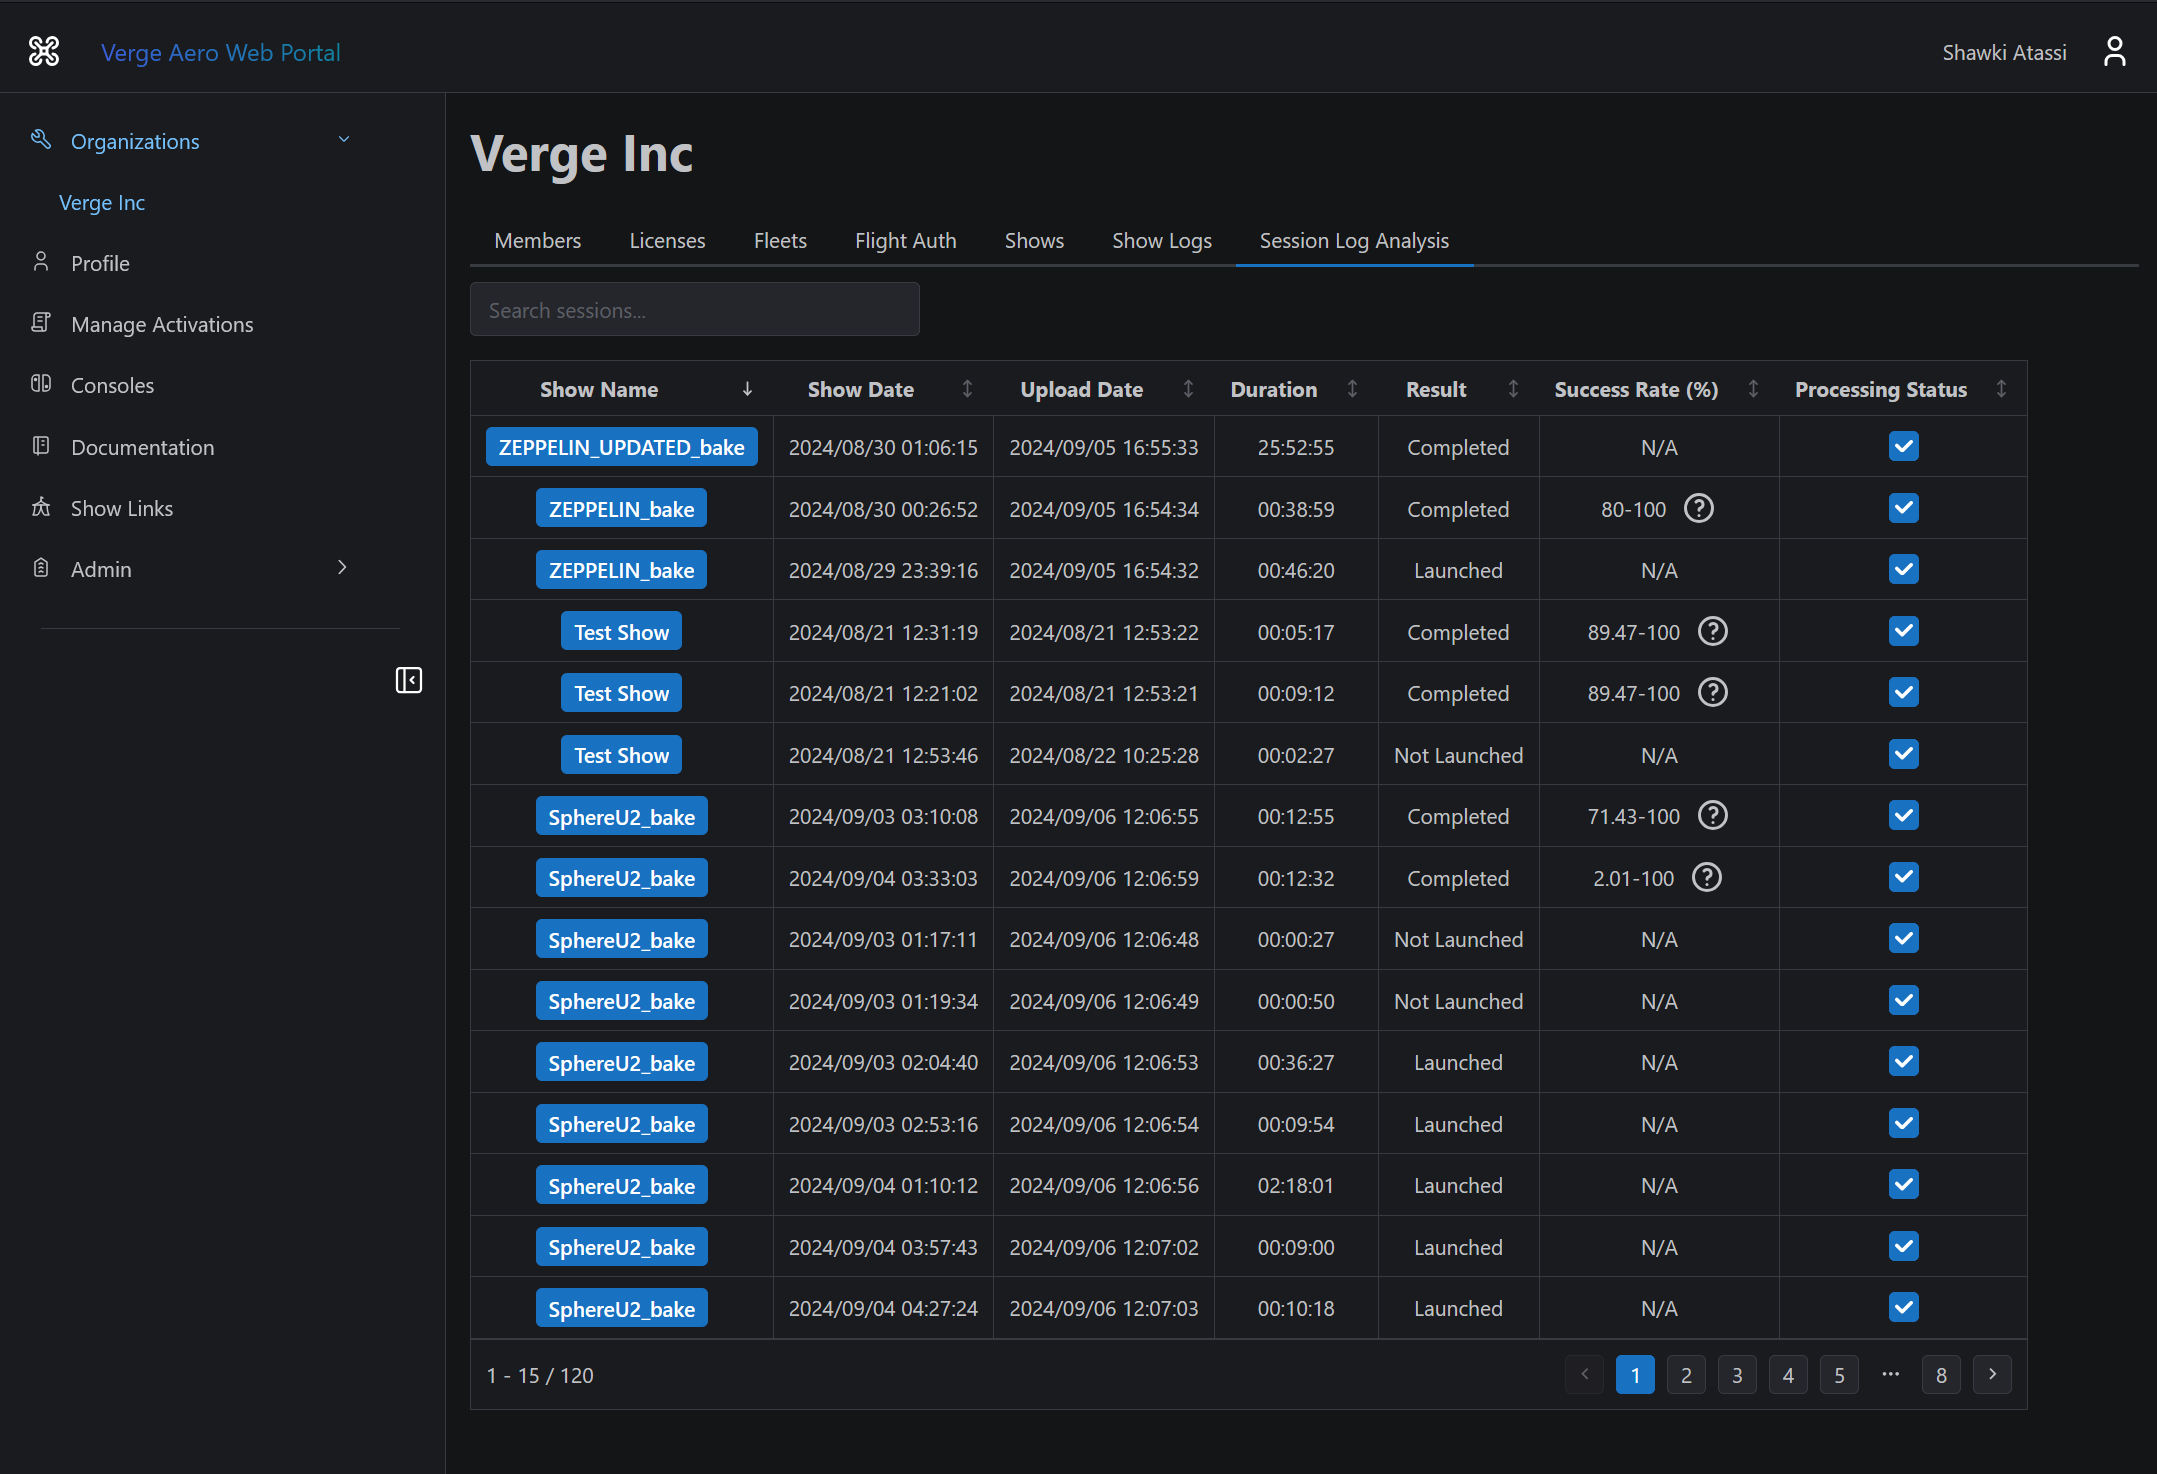 Verge Aero Web Portal
Shawki Atassi
Organizations
Verge Inc
Profile
Manage Activations
Consoles
Documentation
Show Links
Admin
Verge Inc
Members Licenses Fleets Flight Auth Shows Show Logs Session Log Analysis
Search sessions...
Show Name Show Date Upload Date Duration Result Success Rate (%) Processing Status
ZEPPELIN_UPDATED_bake 2024/08/30 01:06:15 2024/09/05 16:55:33 25:52:55 Completed N/A
ZEPPELIN_bake 2024/08/30 00:26:52 2024/09/05 16:54:34 00:38:59 Completed 80-100 ?
ZEPPELIN_bake 2024/08/29 23:39:16 2024/09/05 16:54:32 00:46:20 Launched N/A
Test Show 2024/08/21 12:31:19 2024/08/21 12:53:22 00:05:17 Completed 89.47-100 ?
Test Show 2024/08/21 12:21:02 2024/08/21 12:53:21 00:09:12 Completed 89.47-100 ?
Test Show 2024/08/21 12:53:46 2024/08/22 10:25:28 00:02:27 Not Launched N/A
SphereU2_bake 2024/09/03 03:10:08 2024/09/06 12:06:55 00:12:55 Completed 71.43-100 ?
SphereU2_bake 2024/09/04 03:33:03 2024/09/06 12:06:59 00:12:32 Completed 2.01-100 ?
SphereU2_bake 2024/09/03 01:17:11 2024/09/06 12:06:48 00:00:27 Not Launched N/A
SphereU2_bake 2024/09/03 01:19:34 2024/09/06 12:06:49 00:00:50 Not Launched N/A
SphereU2_bake 2024/09/03 02:04:40 2024/09/06 12:06:53 00:36:27 Launched N/A
SphereU2_bake 2024/09/03 02:53:16 2024/09/06 12:06:54 00:09:54 Launched N/A
SphereU2_bake 2024/09/04 01:10:12 2024/09/06 12:06:56 02:18:01 Launched N/A
SphereU2_bake 2024/09/04 03:57:43 2024/09/06 12:07:02 00:09:00 Launched N/A
SphereU2_bake 2024/09/04 04:27:24 2024/09/06 12:07:03 00:10:18 Launched N/A
1 - 15 / 120
1 2 3 4 5 ··· 8